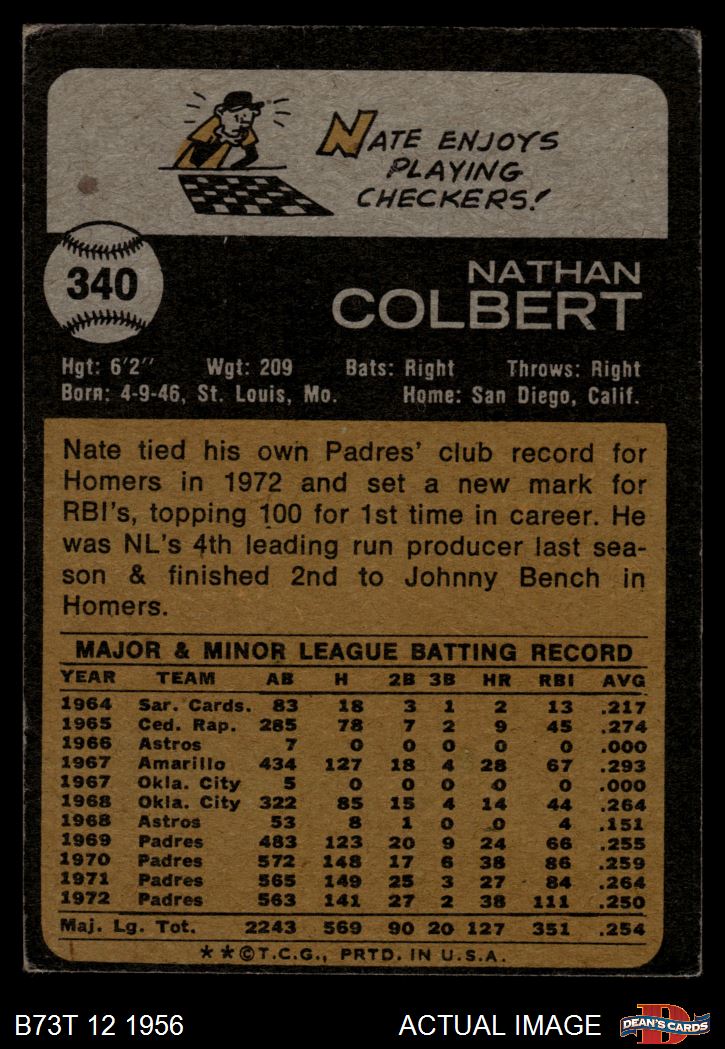 NATE ENJOYS
PLAYING
CHECKERS!
340
NATHAN
COLBERT
Hgt: 6'2" Wgt: 209 Bats: Right Throws: Right
Born: 4-9-46, St. Louis, Mo. Home: San Diego, Calif.
Nate tied his own Padres' club record for
Homers in 1972 and set a new mark for
RBI's, topping 100 for 1st time in career. He
was NL's 4th leading run producer last sea-
son & finished 2nd to Johnny Bench in
Homers.
MAJOR & MINOR LEAGUE BATTING RECORD
YEAR TEAM AB H 2B 3B HR RBI AVG
1964 Sar. Cards. 83 18 3 1 2 13 .217
1965 Ced. Rap. 285 78 7 2 9 45 .274
1966 Astros 7 0 0 0 0 0 .000
1967 Amarillo 434 127 18 4 28 67 .293
1967 Okla. City 5 0 0 0 0 0 .000
1968 Okla. City 322 85 15 4 14 44 .264
1968 Astros 53 8 1 0 0 4 .151
1969 Padres 483 123 20 9 24 66 .255
1970 Padres 572 148 17 6 38 86 .259
1971 Padres 565 149 25 3 27 84 .264
1972 Padres 563 141 27 2 38 111 .250
Maj. Lg. Tot. 2243 569 90 20 127 351 .254
**©T.C.G., PRTD. IN U.S.A.
B73T 12 1956 ACTUAL IMAGE D DEAN'S CARDS